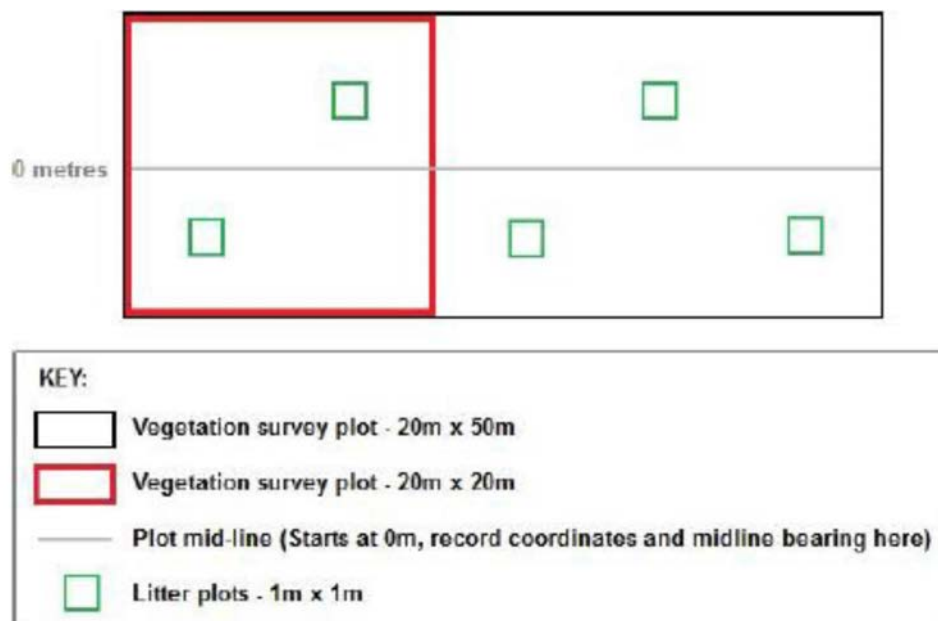 0 metres
KEY:
Vegetation survey plot - 20m x 50m
Vegetation survey plot - 20m x 20m
Plot mid-line (Starts at 0m, record coordinates and midline bearing here)
Litter plots - 1m x 1m